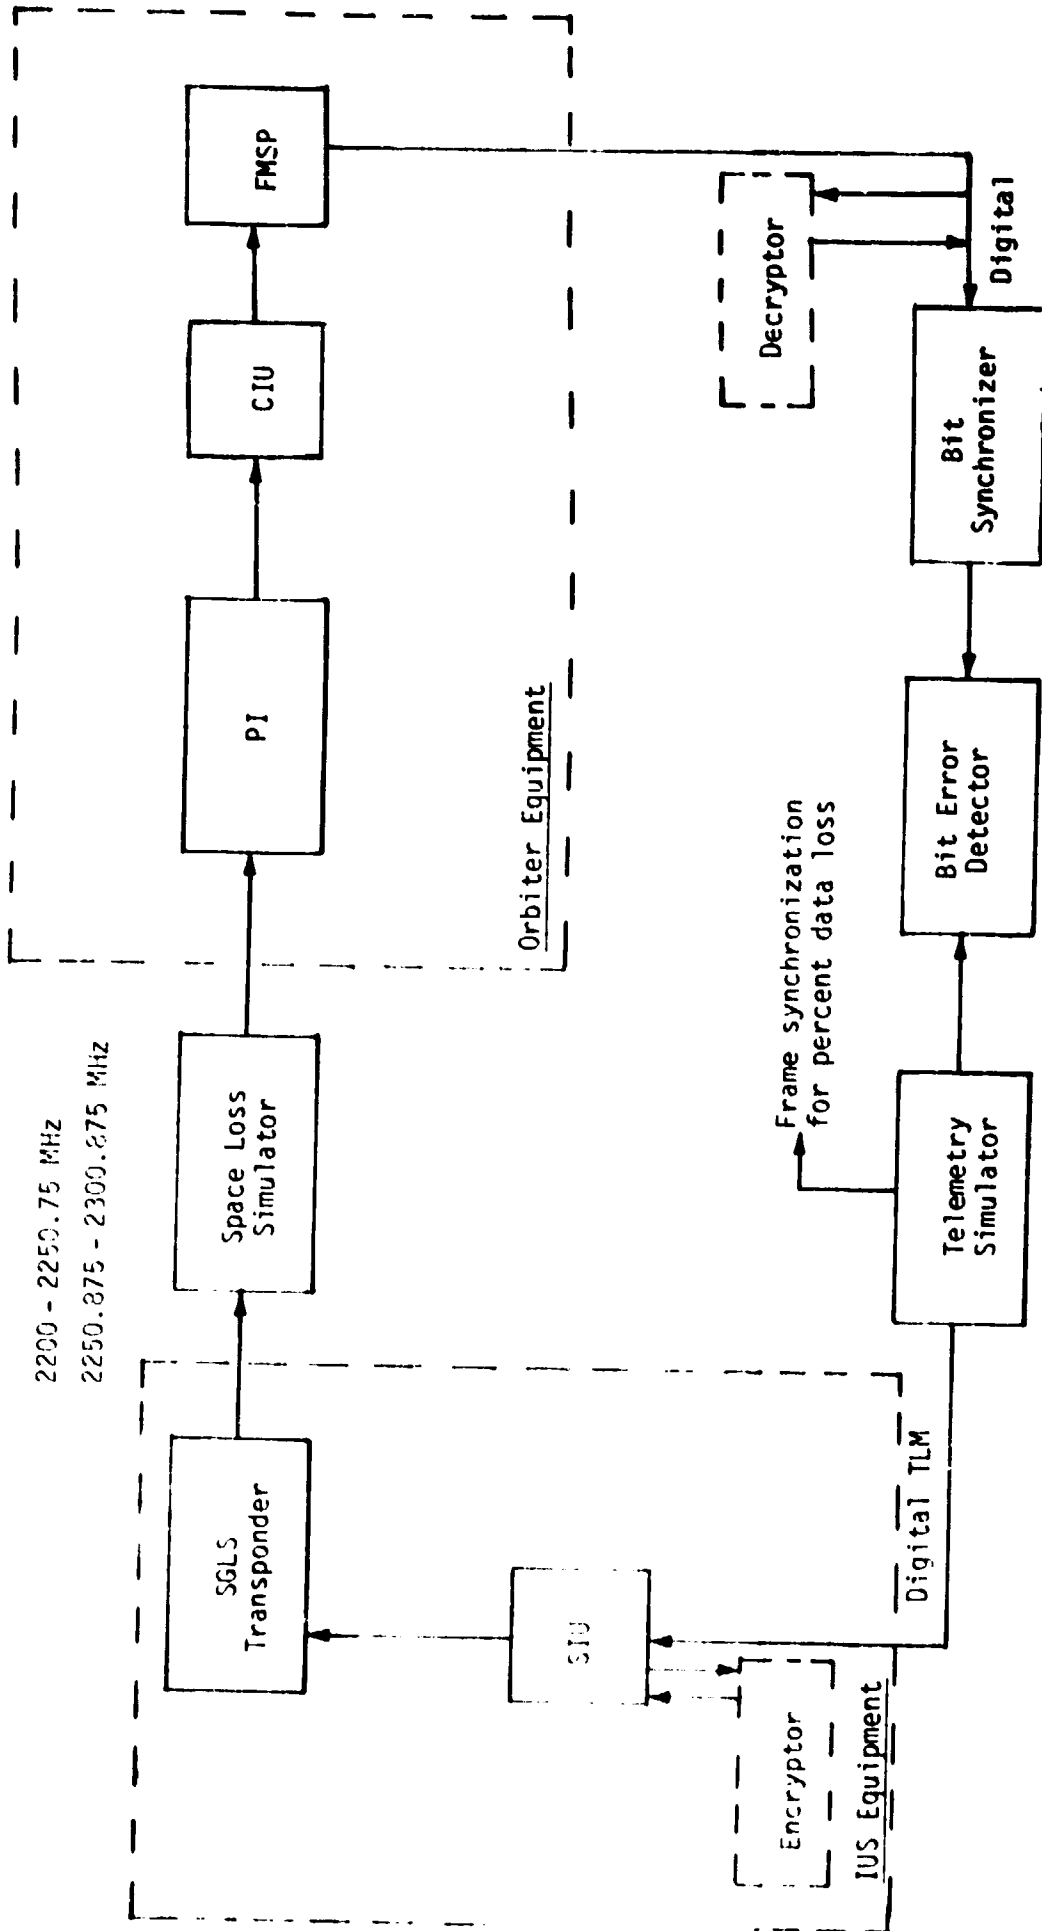 2200 - 2250.75 MHz
2250.875 - 2300.875 MHz
SGLS
Transponder
Space Loss
Simulator
PI
CIU
FMSP
Orbiter Equipment
SIU
Encryptor
IUS Equipment
Digital TLM
Frame synchronization
for percent data loss
Telemetry
Simulator
Bit Error
Detector
Bit
Synchronizer
Decryptor
Digital